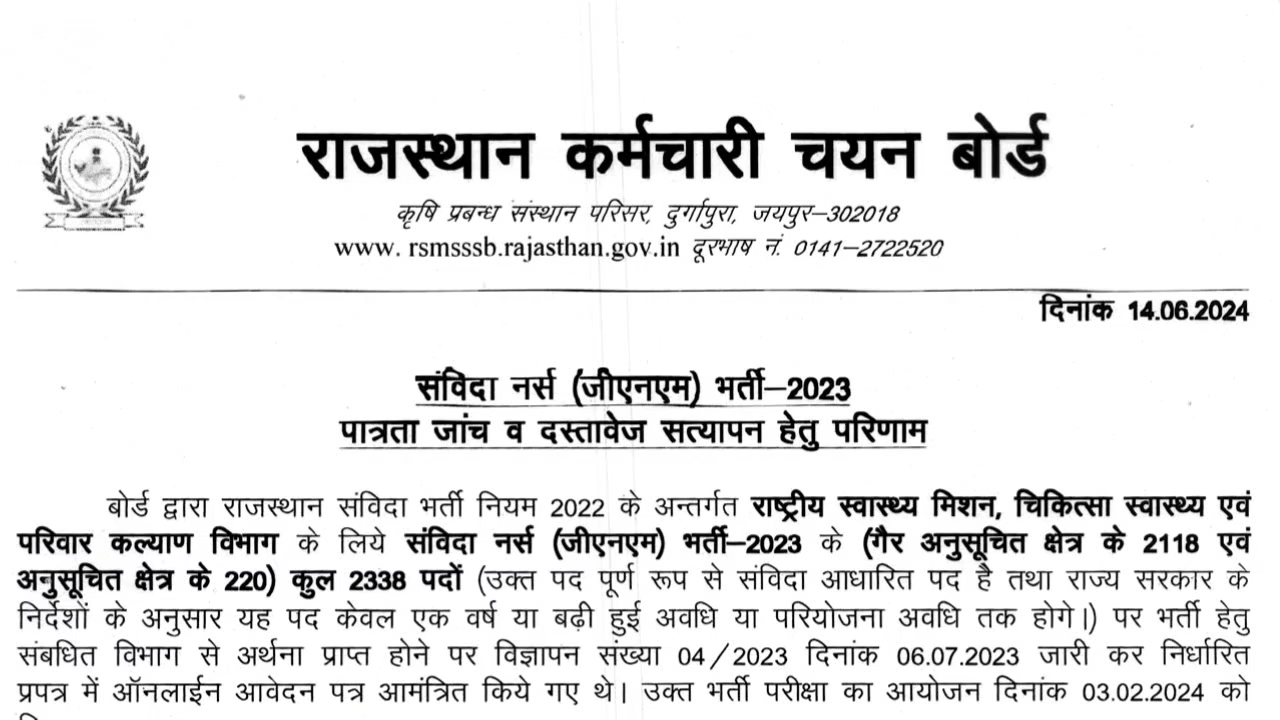 राजस्थान कर्मचारी चयन बोर्ड
कृषि प्रबन्ध संस्थान परिसर, दुर्गापुरा, जयपुर–302018
www. rsmsssb.rajasthan.gov.in दूरभाष नं. 0141–2722520
दिनांक 14.06.2024
संविदा नर्स (जीएनएम) भर्ती–2023
पात्रता जांच व दस्तावेज सत्यापन हेतु परिणाम
बोर्ड द्वारा राजस्थान संविदा भर्ती नियम 2022 के अन्तर्गत राष्ट्रीय स्वास्थ्य मिशन, चिकित्सा स्वास्थ्य एवं
परिवार कल्याण विभाग के लिये संविदा नर्स (जीएनएम) भर्ती–2023 के (गैर अनुसूचित क्षेत्र के 2118 एवं
अनुसूचित क्षेत्र के 220) कुल 2338 पदों (उक्त पद पूर्ण रूप से संविदा आधारित पद है तथा राज्य सरकार के
निर्देशों के अनुसार यह पद केवल एक वर्ष या बढ़ी हुई अवधि या परियोजना अवधि तक होगे।) पर भर्ती हेतु
संबधित विभाग से अर्थना प्राप्त होने पर विज्ञापन संख्या 04/2023 दिनांक 06.07.2023 जारी कर निर्धारित
प्रपत्र में ऑनलाईन आवेदन पत्र आमंत्रित किये गए थे। उक्त भर्ती परीक्षा का आयोजन दिनांक 03.02.2024 को